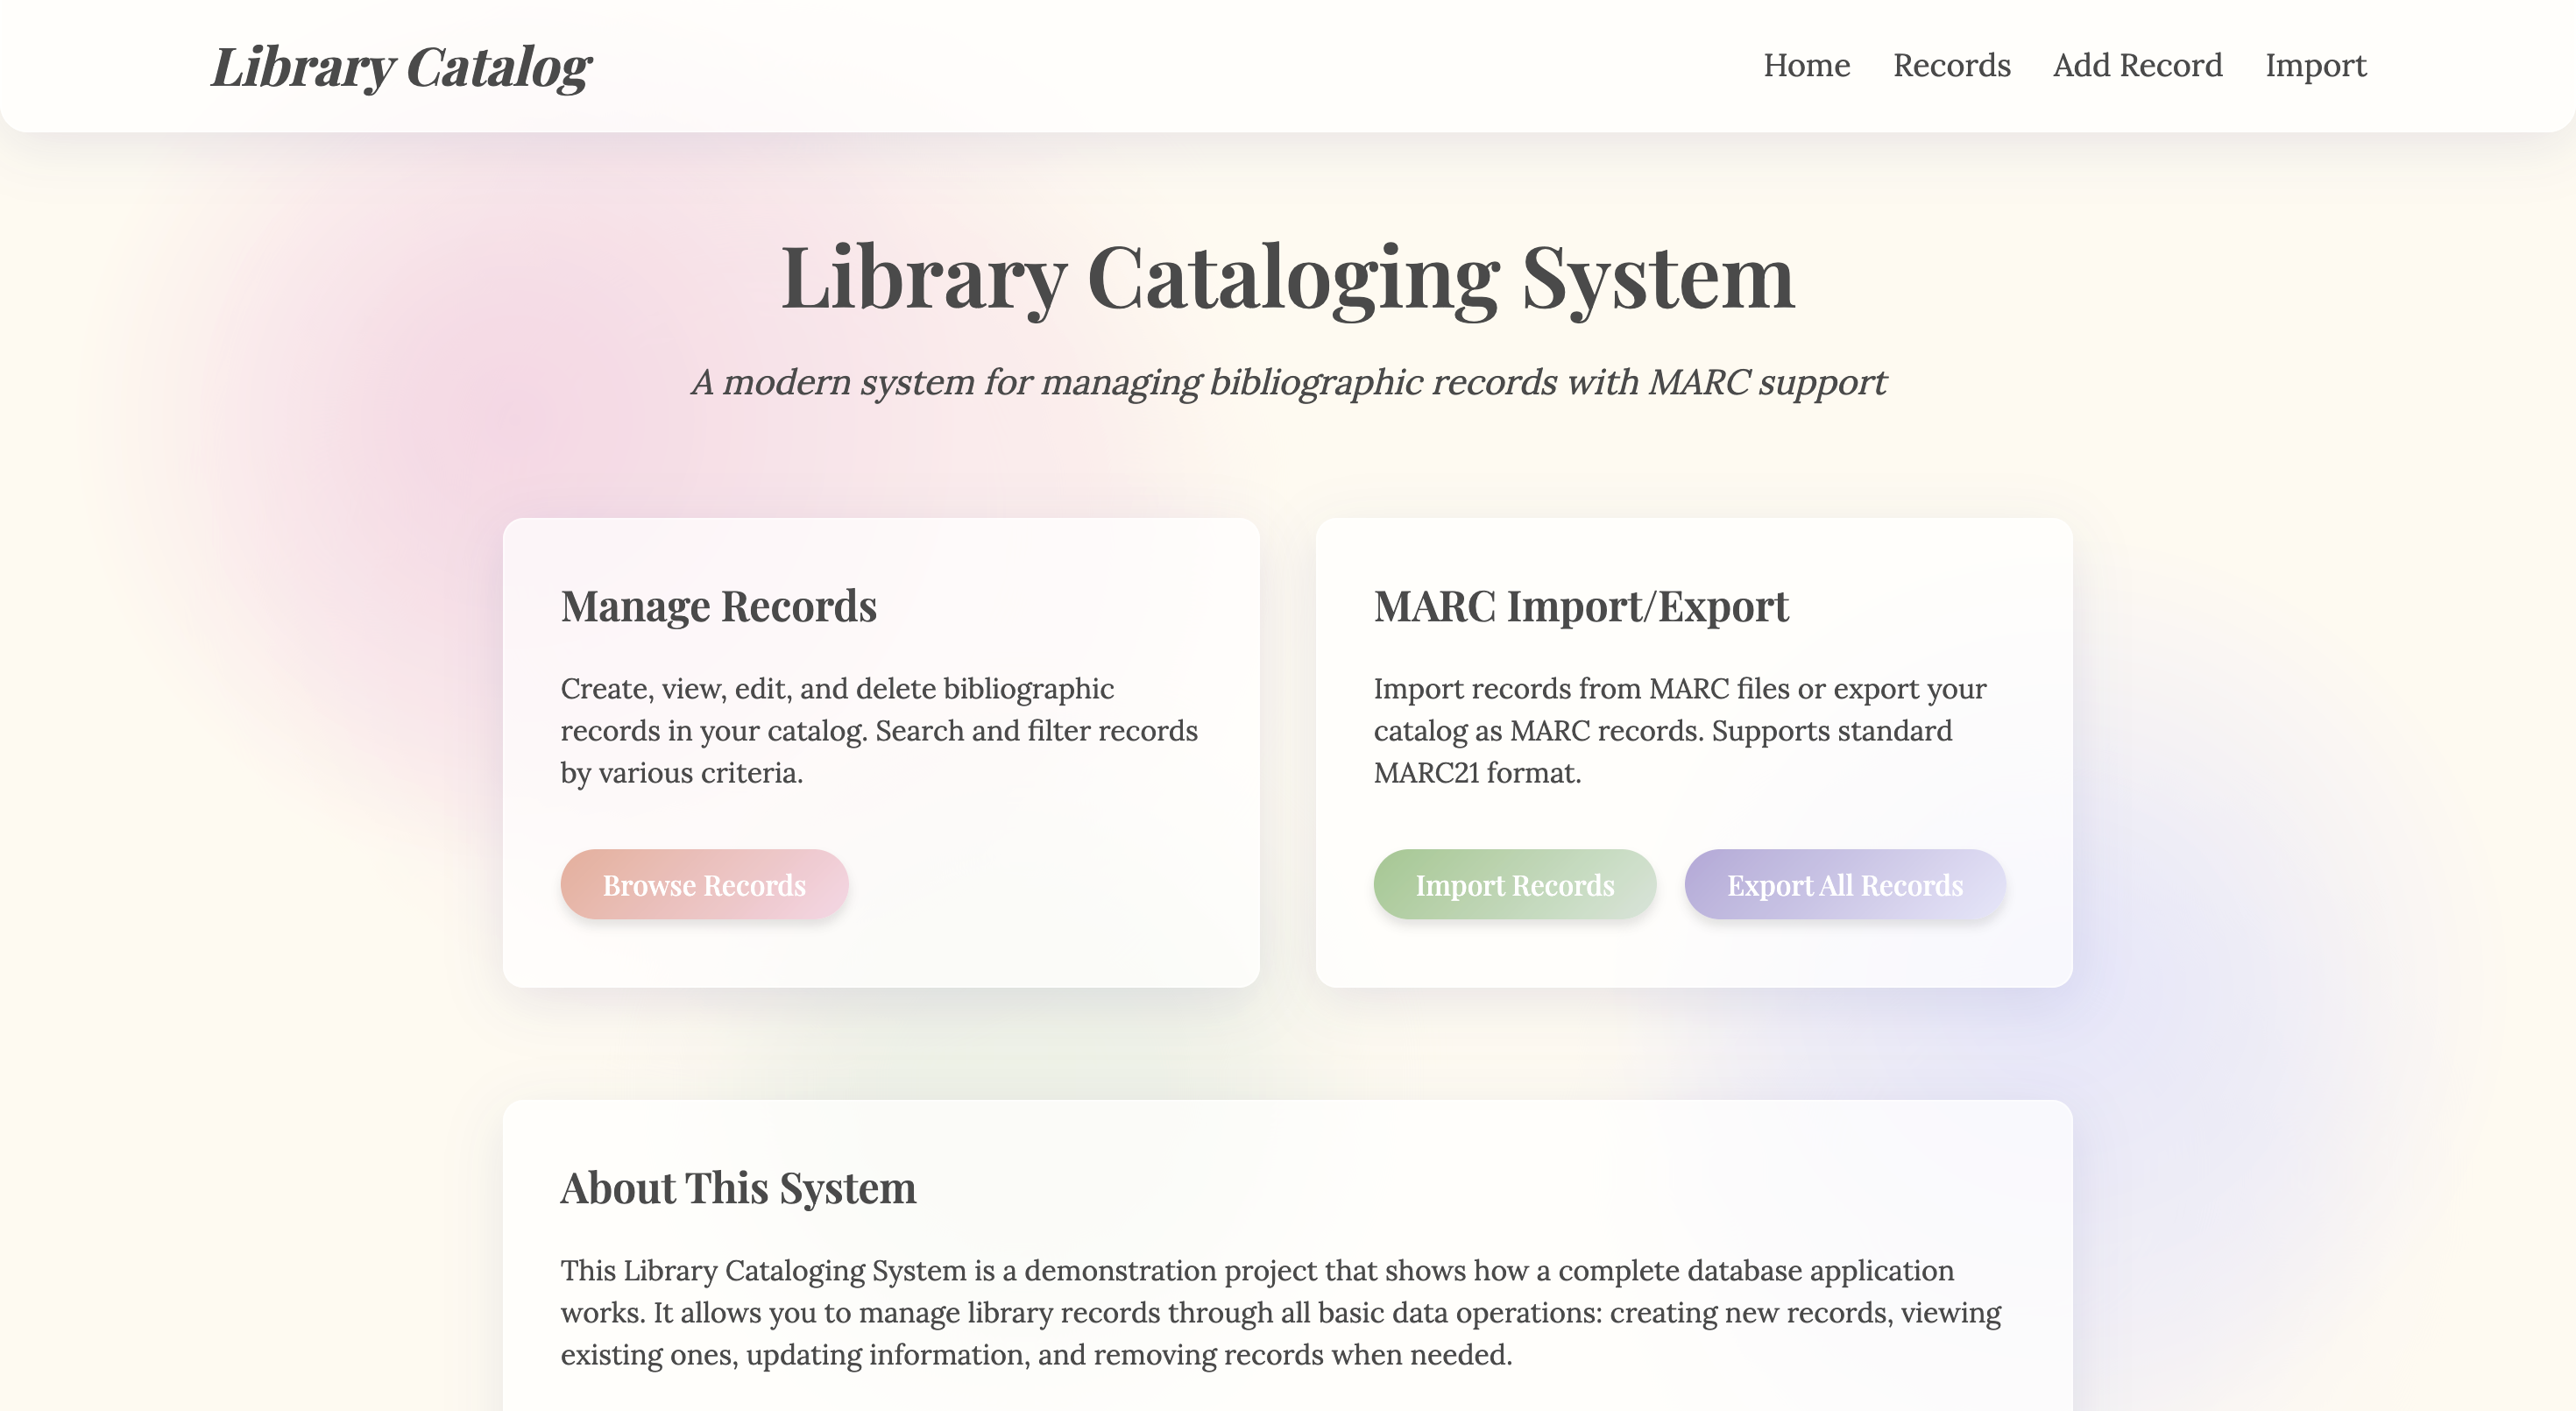 Library Catalog
Home Records Add Record Import
Library Cataloging System
A modern system for managing bibliographic records with MARC support
Manage Records
Create, view, edit, and delete bibliographic
records in your catalog. Search and filter records
by various criteria.
Browse Records
MARC Import/Export
Import records from MARC files or export your
catalog as MARC records. Supports standard
MARC21 format.
Import Records Export All Records
About This System
This Library Cataloging System is a demonstration project that shows how a complete database application
works. It allows you to manage library records through all basic data operations: creating new records, viewing
existing ones, updating information, and removing records when needed.